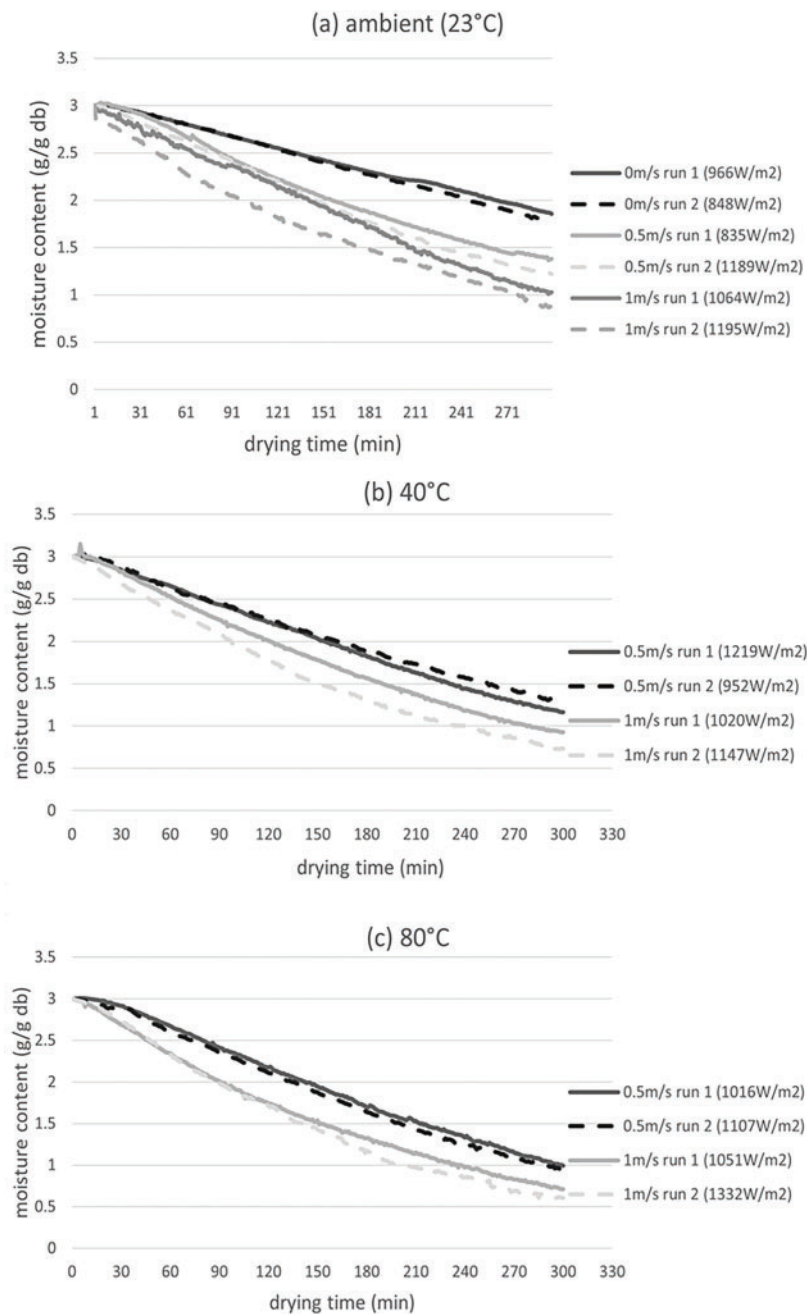 (a) ambient (23°C)
3.5
3
2.5
2
1.5
1
0.5
0
moisture content (g/g db)
1 31 61 91 121 151 181 211 241 271
drying time (min)
0m/s run 1 (966W/m2)
0m/s run 2 (848W/m2)
0.5m/s run 1 (835W/m2)
0.5m/s run 2 (1189W/m2)
1m/s run 1 (1064W/m2)
1m/s run 2 (1195W/m2)
(b) 40°C
3.5
3
2.5
2
1.5
1
0.5
0
moisture content (g/g db)
0 30 60 90 120 150 180 210 240 270 300 330
drying time (min)
0.5m/s run 1 (1219W/m2)
0.5m/s run 2 (952W/m2)
1m/s run 1 (1020W/m2)
1m/s run 2 (1147W/m2)
(c) 80°C
3.5
3
2.5
2
1.5
1
0.5
0
moisture content (g/g db)
0 30 60 90 120 150 180 210 240 270 300 330
drying time (min)
0.5m/s run 1 (1016W/m2)
0.5m/s run 2 (1107W/m2)
1m/s run 1 (1051W/m2)
1m/s run 2 (1332W/m2)